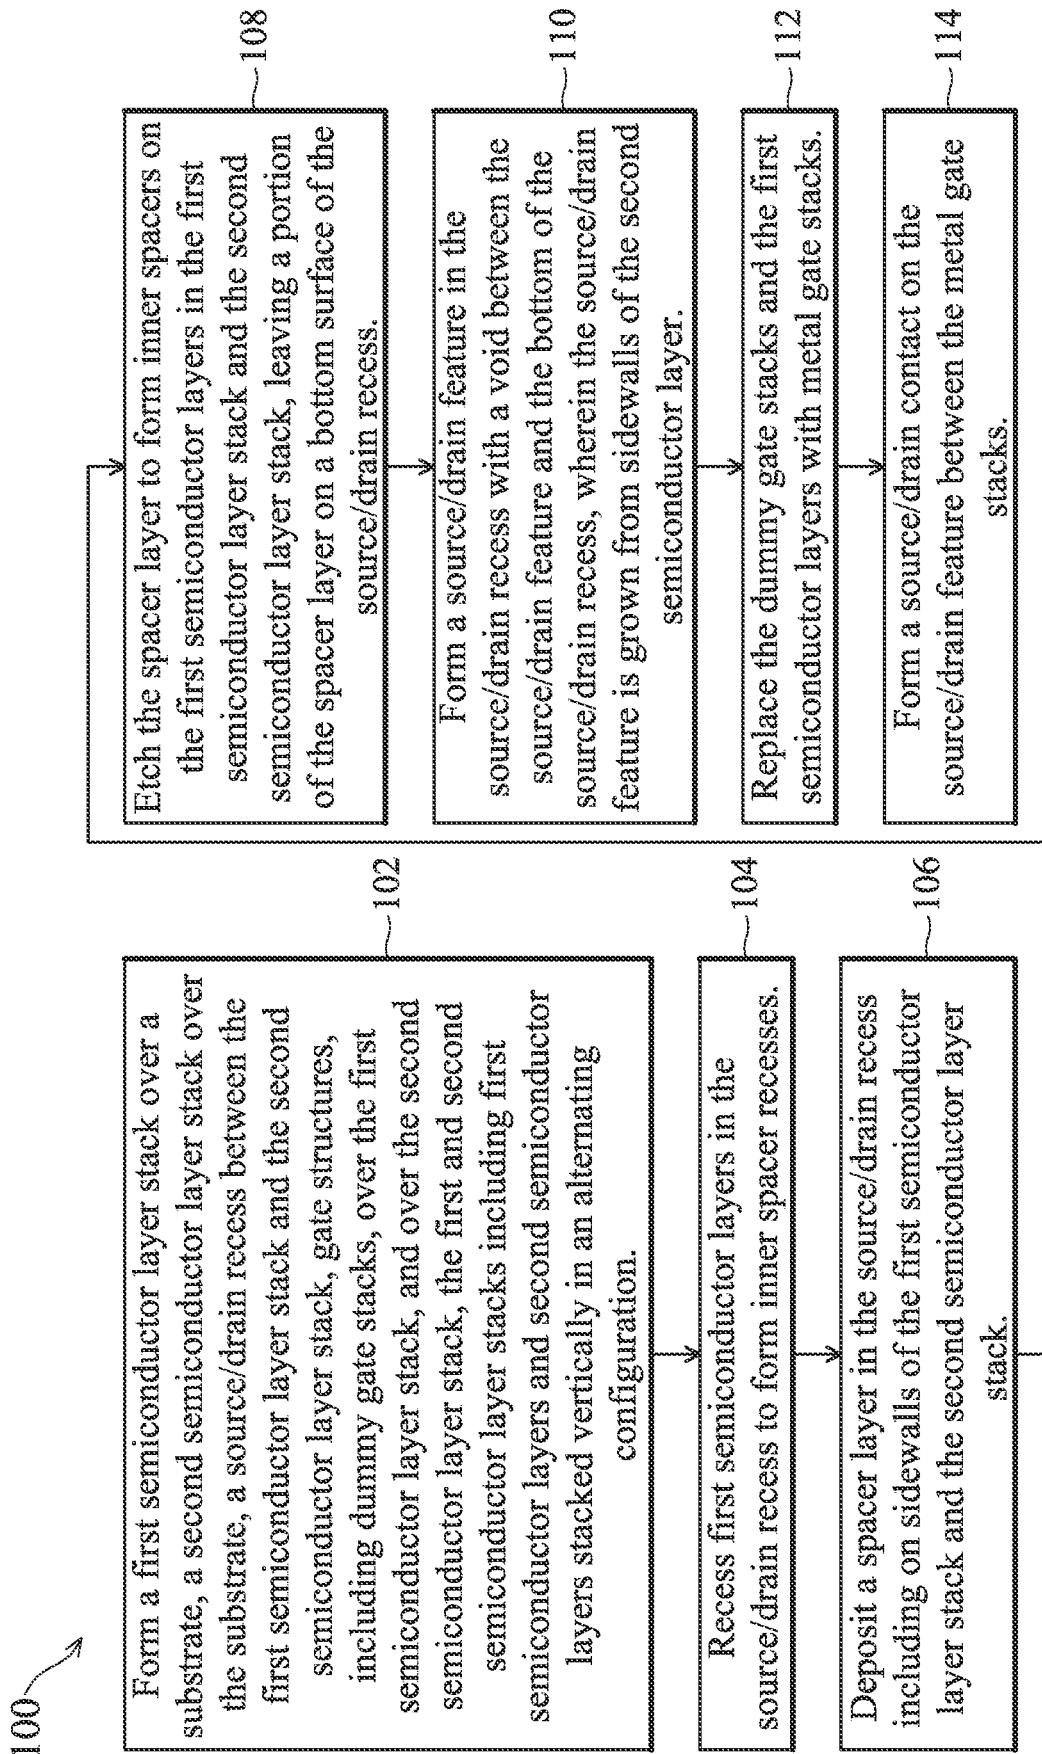 100
Form a first semiconductor layer stack over a
substrate, a second semiconductor layer stack over
the substrate, a source/drain recess between the
first semiconductor layer stack and the second
semiconductor layer stack, gate structures,
including dummy gate stacks, over the first
semiconductor layer stack, and over the second
semiconductor layer stack, the first and second
semiconductor layer stacks including first
semiconductor layers and second semiconductor
layers stacked vertically in an alternating
configuration.
102
Recess first semiconductor layers in the
source/drain recess to form inner spacer recesses.
104
Deposit a spacer layer in the source/drain recess
including on sidewalls of the first semiconductor
layer stack and the second semiconductor layer
stack.
106
Etch the spacer layer to form inner spacers on
the first semiconductor layers in the first
semiconductor layer stack and the second
semiconductor layer stack, leaving a portion
of the spacer layer on a bottom surface of the
source/drain recess.
108
Form a source/drain feature in the
source/drain recess with a void between the
source/drain feature and the bottom of the
source/drain recess, wherein the source/drain
feature is grown from sidewalls of the second
semiconductor layer.
110
Replace the dummy gate stacks and the first
semiconductor layers with metal gate stacks.
112
Form a source/drain contact on the
source/drain feature between the metal gate
stacks.
114